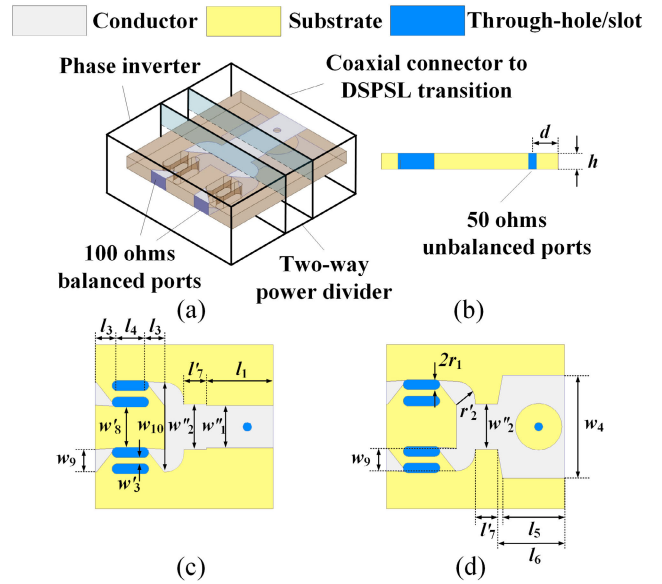 Conductor Substrate Through-hole/slot
Phase inverter
Coaxial connector to
DSPSL transition
d
h
50 ohms
unbalanced ports
100 ohms
balanced ports
Two-way
power divider
(a)
(b)
l3 l4 l3
l'7
l1
w'8
w10
w''2
w''1
w9
w'3
(c)
2r1
r'2
w''2
w4
w9
l'7
l5
l6
(d)